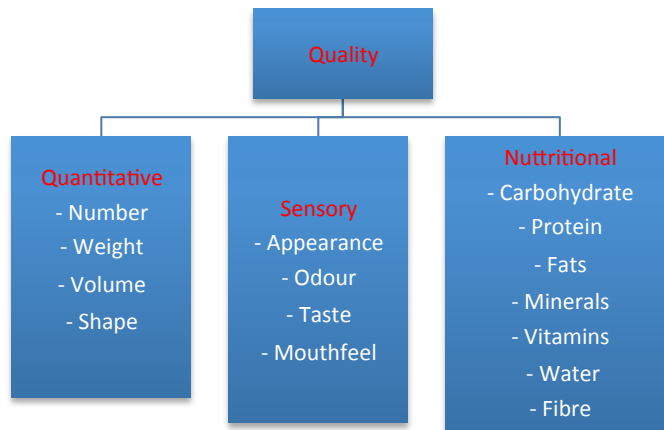 Quality
Quantitative
- Number
- Weight
- Volume
- Shape
Sensory
- Appearance
- Odour
- Taste
- Mouthfeel
Nuttritional
- Carbohydrate
- Protein
- Fats
- Minerals
- Vitamins
- Water
- Fibre